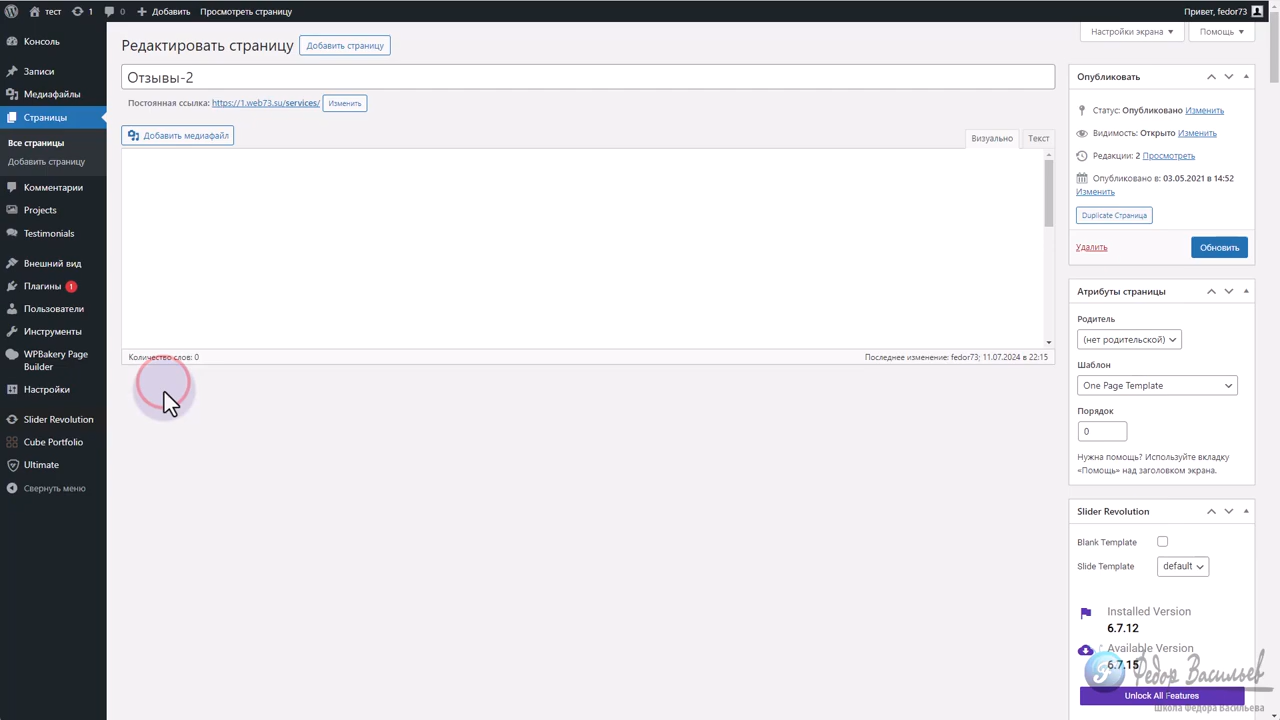 тест 1 0 Добавить Просмотреть страницу Привет, fedor73
Настройки экрана Помощь
Консоль
Записи
Медиафайлы
Страницы
Все страницы
Добавить страницу
Комментарии
Projects
Testimonials
Внешний вид
Плагины 1
Пользователи
Инструменты
WPBakery Page
Builder
Настройки
Slider Revolution
Cube Portfolio
Ultimate
Свернуть меню
Редактировать страницу Добавить страницу
Отзывы-2
Постоянная ссылка: https://1.web73.su/services/ Изменить
Добавить медиафайл
Визуально Текст
Количество слов: 0
Последнее изменение: fedor73; 11.07.2024 в 22:15
Опубликовать
Статус: Опубликовано Изменить
Видимость: Открыто Изменить
Редакции: 2 Просмотреть
Опубликовано в: 03.05.2021 в 14:52
Изменить
Duplicate Страница
Удалить Обновить
Атрибуты страницы
Родитель
(нет родительской)
Шаблон
One Page Template
Порядок
0
Нужна помощь? Используйте вкладку
«Помощь» над заголовком экрана.
Slider Revolution
Blank Template
Slide Template default
Installed Version
6.7.12
Available Version
6.7.15
Unlock All Features
Федор Васильев
Школа Федора Васильева